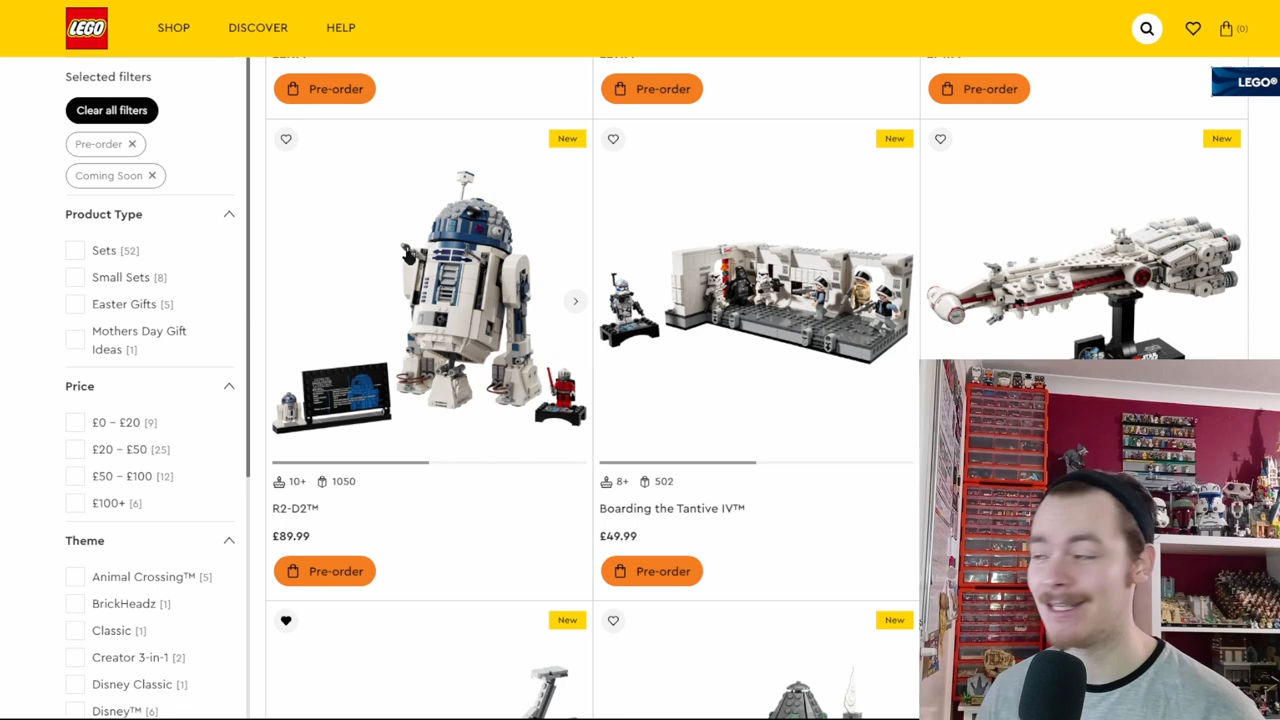 LEGO
SHOP
DISCOVER
HELP
(0)
LEGO®
Selected filters
Clear all filters
Pre-order ✕
Coming Soon ✕
Product Type
Sets [52]
Small Sets [8]
Easter Gifts [5]
Mothers Day Gift
Ideas [1]
Price
£0 – £20 [9]
£20 – £50 [25]
£50 – £100 [12]
£100+ [6]
Theme
Animal Crossing™ [5]
BrickHeadz [1]
Classic [1]
Creator 3-in-1 [2]
Disney Classic [1]
Disney™ [6]
Pre-order
Pre-order
Pre-order
New
New
New
10+ 1050
R2-D2™
£89.99
Pre-order
8+ 502
Boarding the Tantive IV™
£49.99
Pre-order
New
New